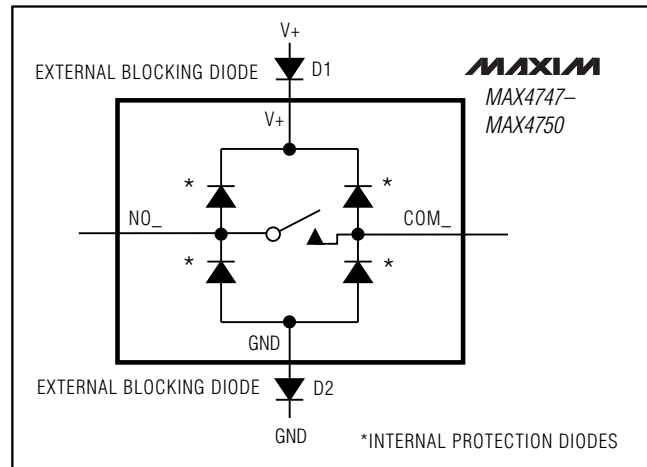 V+
EXTERNAL BLOCKING DIODE D1
MAXIM
MAX4747–
MAX4750
V+
* *
NO_ COM_
* *
GND
EXTERNAL BLOCKING DIODE D2
GND
*INTERNAL PROTECTION DIODES